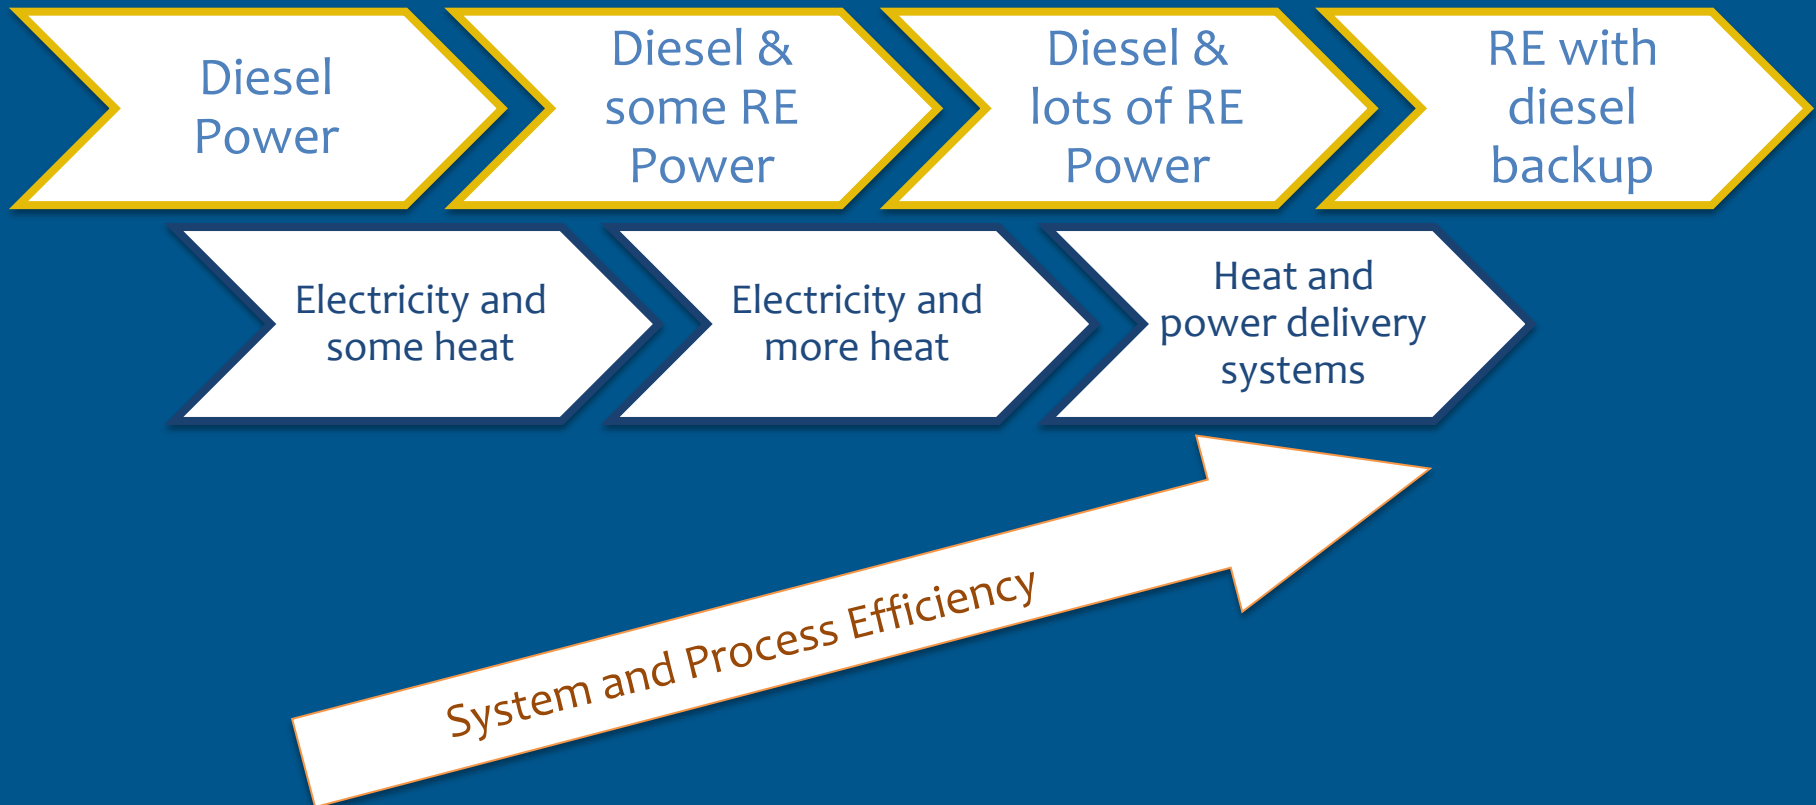 Diesel
Power
Diesel &
some RE
Power
Diesel &
lots of RE
Power
RE with
diesel
backup
Electricity and
some heat
Electricity and
more heat
Heat and
power delivery
systems
System and Process Efficiency